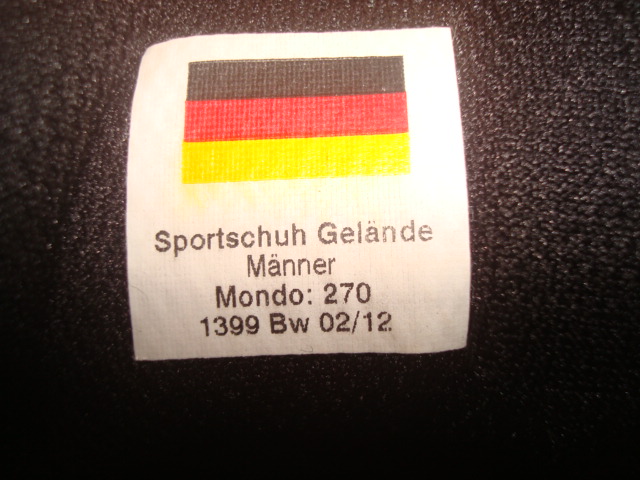 Sportschuh Gelände
Männer
Mondo: 270
1399 Bw 02/12